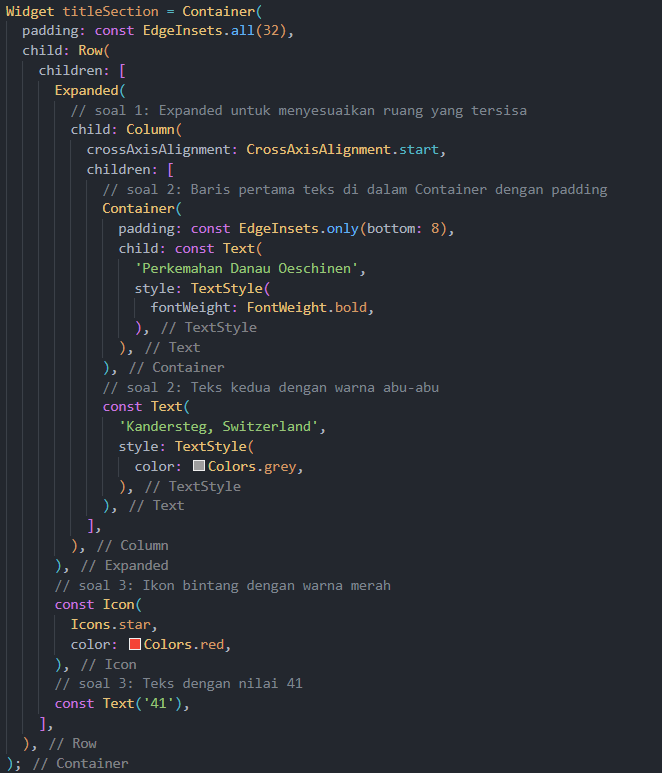 Widget titleSection = Container(
  padding: const EdgeInsets.all(32),
  child: Row(
    children: [
      Expanded(
        // soal 1: Expanded untuk menyesuaikan ruang yang tersisa
        child: Column(
          crossAxisAlignment: CrossAxisAlignment.start,
          children: [
            // soal 2: Baris pertama teks di dalam Container dengan padding
            Container(
              padding: const EdgeInsets.only(bottom: 8),
              child: const Text(
                'Perkemahan Danau Oeschinen',
                style: TextStyle(
                  fontWeight: FontWeight.bold,
                ), // TextStyle
              ), // Text
            ), // Container
            // soal 2: Teks kedua dengan warna abu-abu
            const Text(
              'Kandersteg, Switzerland',
              style: TextStyle(
                color: Colors.grey,
              ), // TextStyle
            ), // Text
          ],
        ), // Column
      ), // Expanded
      // soal 3: Ikon bintang dengan warna merah
      const Icon(
        Icons.star,
        color: Colors.red,
      ), // Icon
      // soal 3: Teks dengan nilai 41
      const Text('41'),
    ],
  ), // Row
); // Container